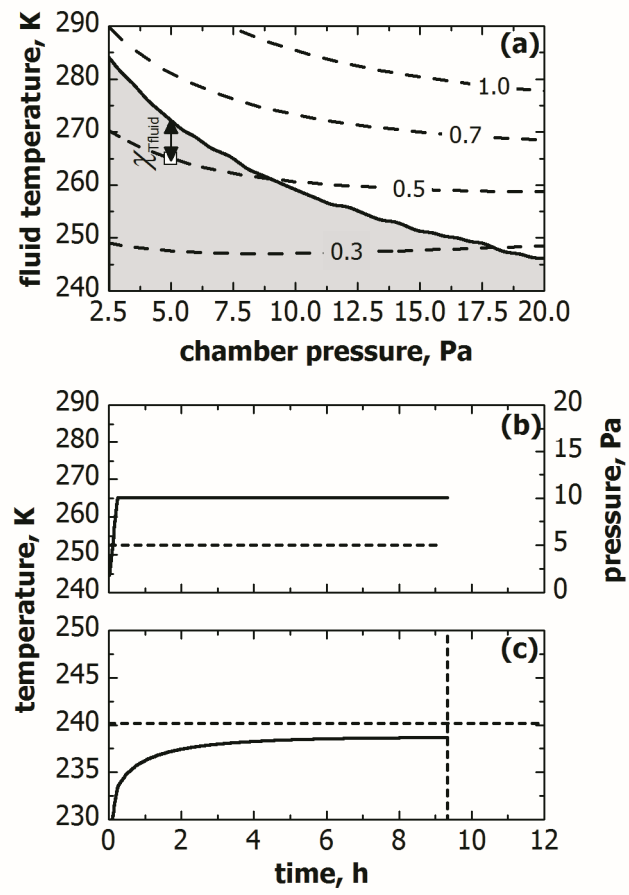 290
280
270
260
250
240
fluid temperature, K
(a)
1.0
0.7
0.5
0.3
χTfluid
2.5 5.0 7.5 10.0 12.5 15.0 17.5 20.0
chamber pressure, Pa
290
280
265
253
240
(b)
20
15
10
5
0
pressure, Pa
temperature, K
250
245
240
235
230
(c)
0 2 4 6 8 10 12
time, h